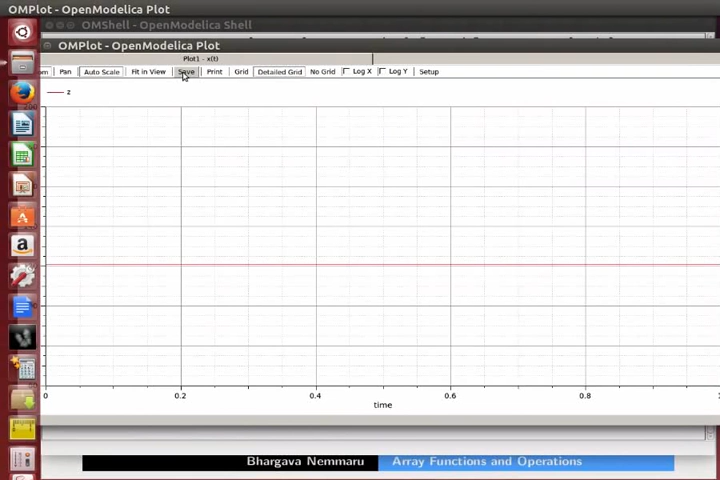 OMPlot - OpenModelica Plot
OMShell - OpenModelica Shell
OMPlot - OpenModelica Plot
Plot1 - x(t)
Pan Auto Scale Fit in View Save Print Grid Detailed Grid No Grid Log X Log Y Setup
z
0 0.2 0.4 0.6 0.8
time
Bhargava Nemmaru Array Functions and Operations